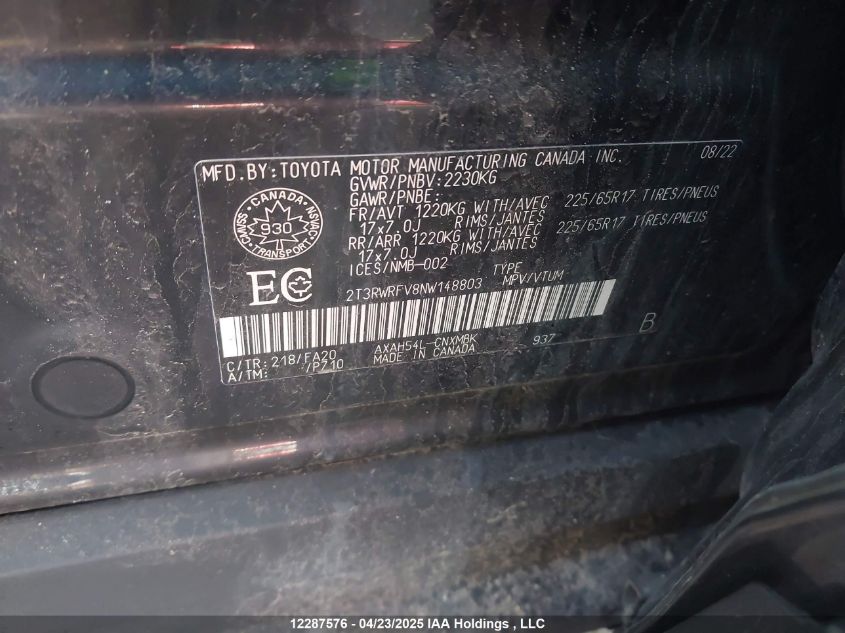 MFD.BY:TOYOTA MOTOR MANUFACTURING CANADA INC. 08/22
GVWR/PNBV:2230KG
GAWR/PNBE:
FR/AVT 1220KG WITH/AVEC 225/65R17 TIRES/PNEUS
17x7.0J RIMS/JANTES
RR/ARR 1220KG WITH/AVEC 225/65R17 TIRES/PNEUS
17x7.0J RIMS/JANTES
ICES/NMB-002
CANADA
CMVSS
930
NSVAC
TRANSPORT
EC
2T3RWRFV8NW148803 TYPE MPV/VTUM
C/TR:218/FA20 AXAH54L-CNXMBK 937 B
A/TM: /PZ10 MADE IN CANADA
12287576 - 04/23/2025 IAA Holdings , LLC